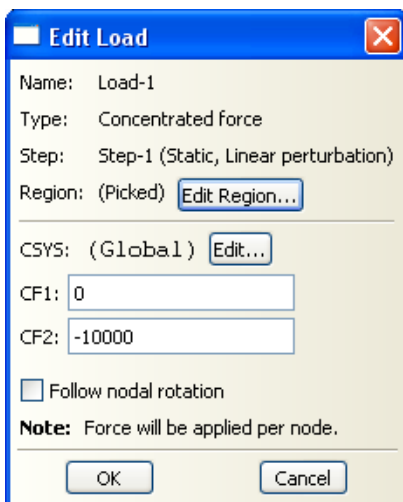 Edit Load
Name: Load-1
Type: Concentrated force
Step: Step-1 (Static, Linear perturbation)
Region: (Picked) Edit Region...
CSYS: (Global) Edit...
CF1: 0
CF2: -10000
Follow nodal rotation
Note: Force will be applied per node.
OK Cancel